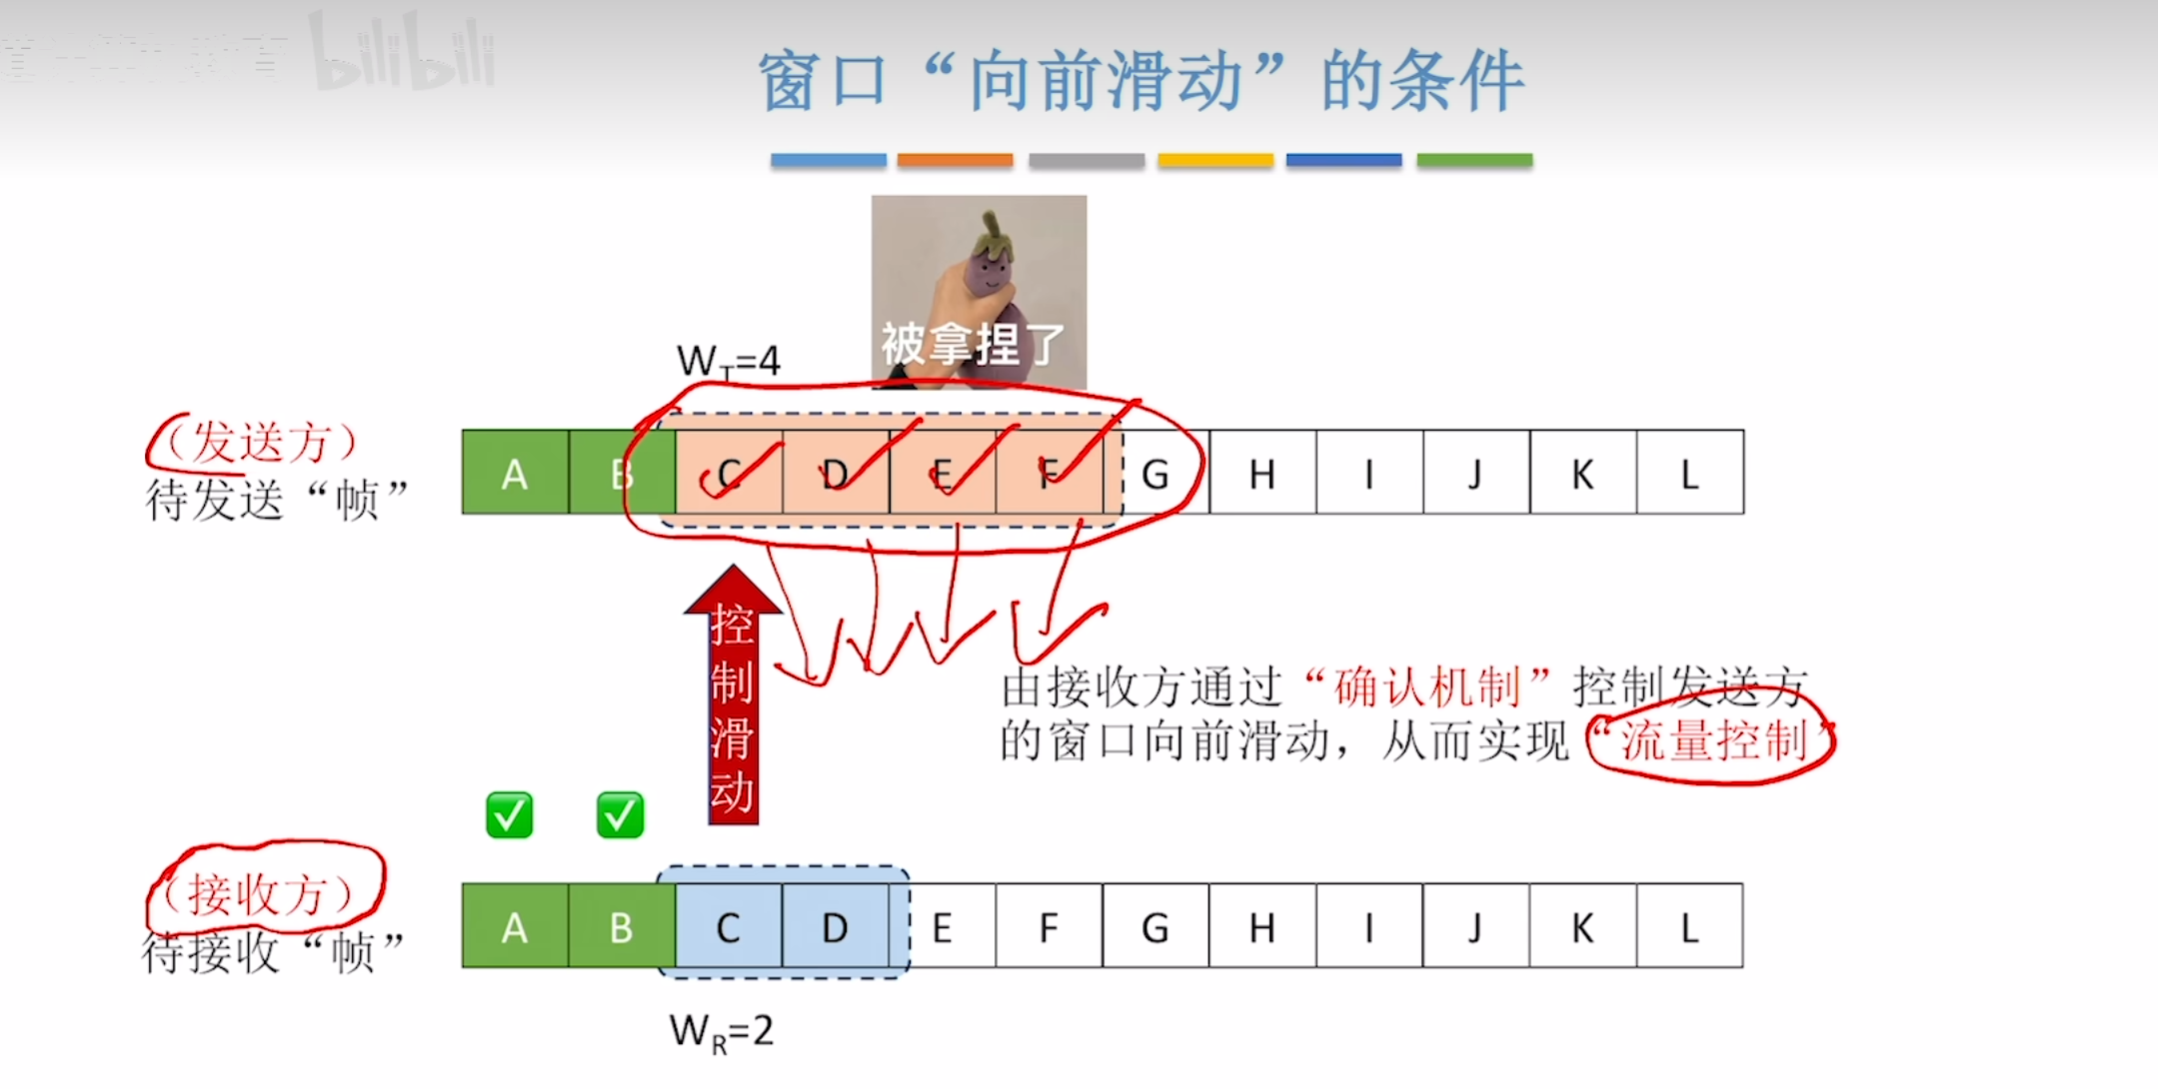 bilibili
窗口“向前滑动”的条件
被拿捏了
W_T=4
（发送方）
待发送“帧”
A B C D E F G H I J K L
控制滑动
由接收方通过“确认机制”控制发送方
的窗口向前滑动，从而实现“流量控制”
（接收方）
待接收“帧”
A B C D E F G H I J K L
W_R=2